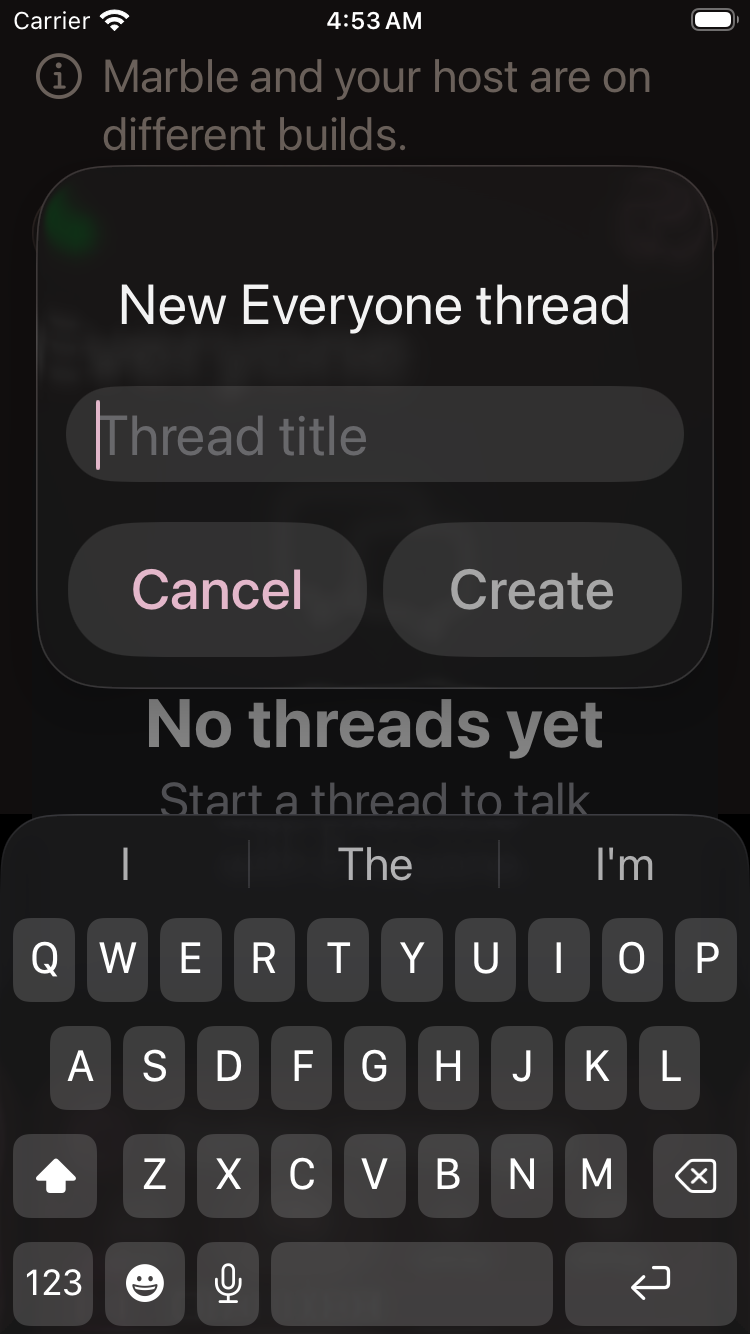 Carrier 4:53 AM
Marble and your host are on
different builds.
New Everyone thread
Thread title
Cancel Create
No threads yet
Start a thread to talk
I The I'm
Q W E R T Y U I O P
A S D F G H J K L
Z X C V B N M
123